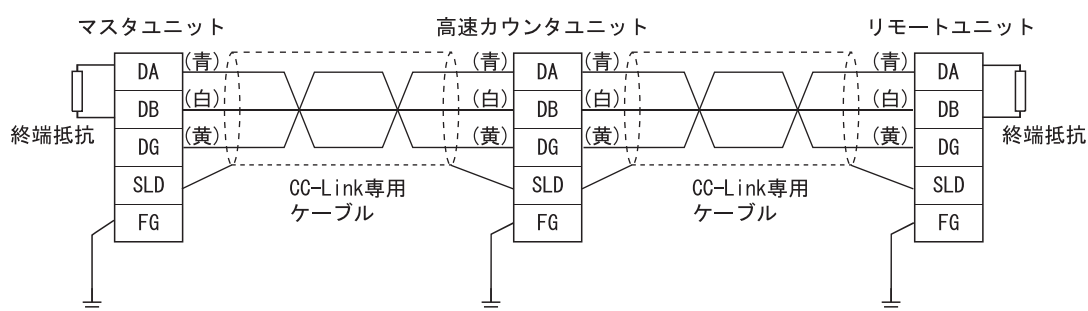 マスタユニット
高速カウンタユニット
リモートユニット
DA
DB
DG
SLD
FG
(青)
(白)
(黄)
終端抵抗
CC-Link専用
ケーブル
(青)
(白)
(黄)
DA
DB
DG
SLD
FG
(青)
(白)
(黄)
CC-Link専用
ケーブル
(青)
(白)
(黄)
DA
DB
DG
SLD
FG
終端抵抗